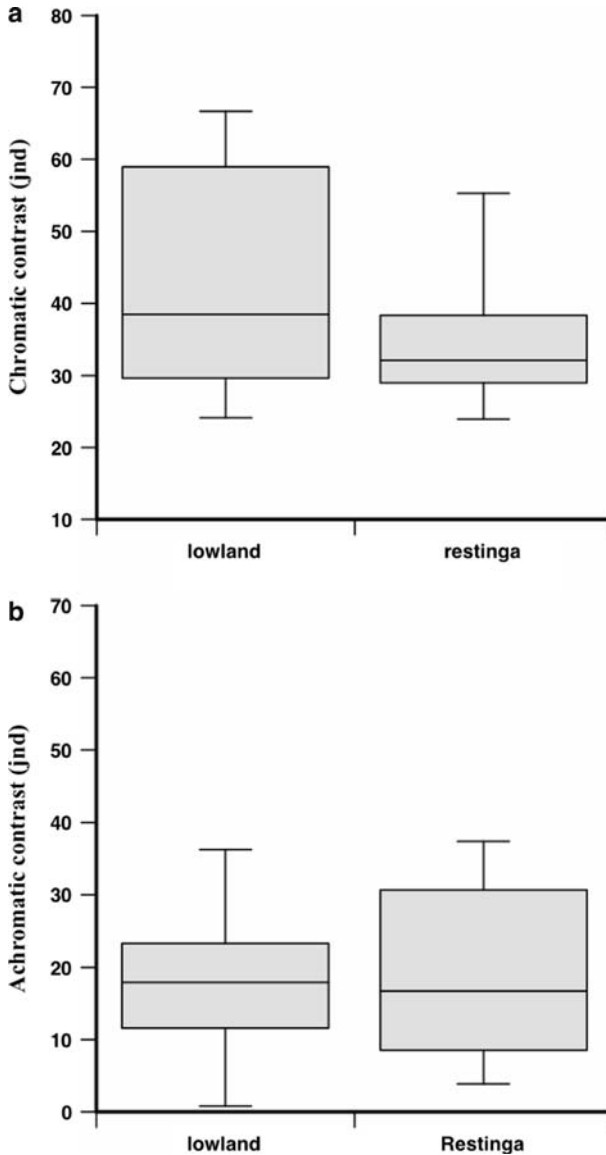 a
Chromatic contrast (jnd)
80
70
60
50
40
30
20
10
lowland restinga
b
Achromatic contrast (jnd)
70
60
50
40
30
20
10
0
lowland Restinga